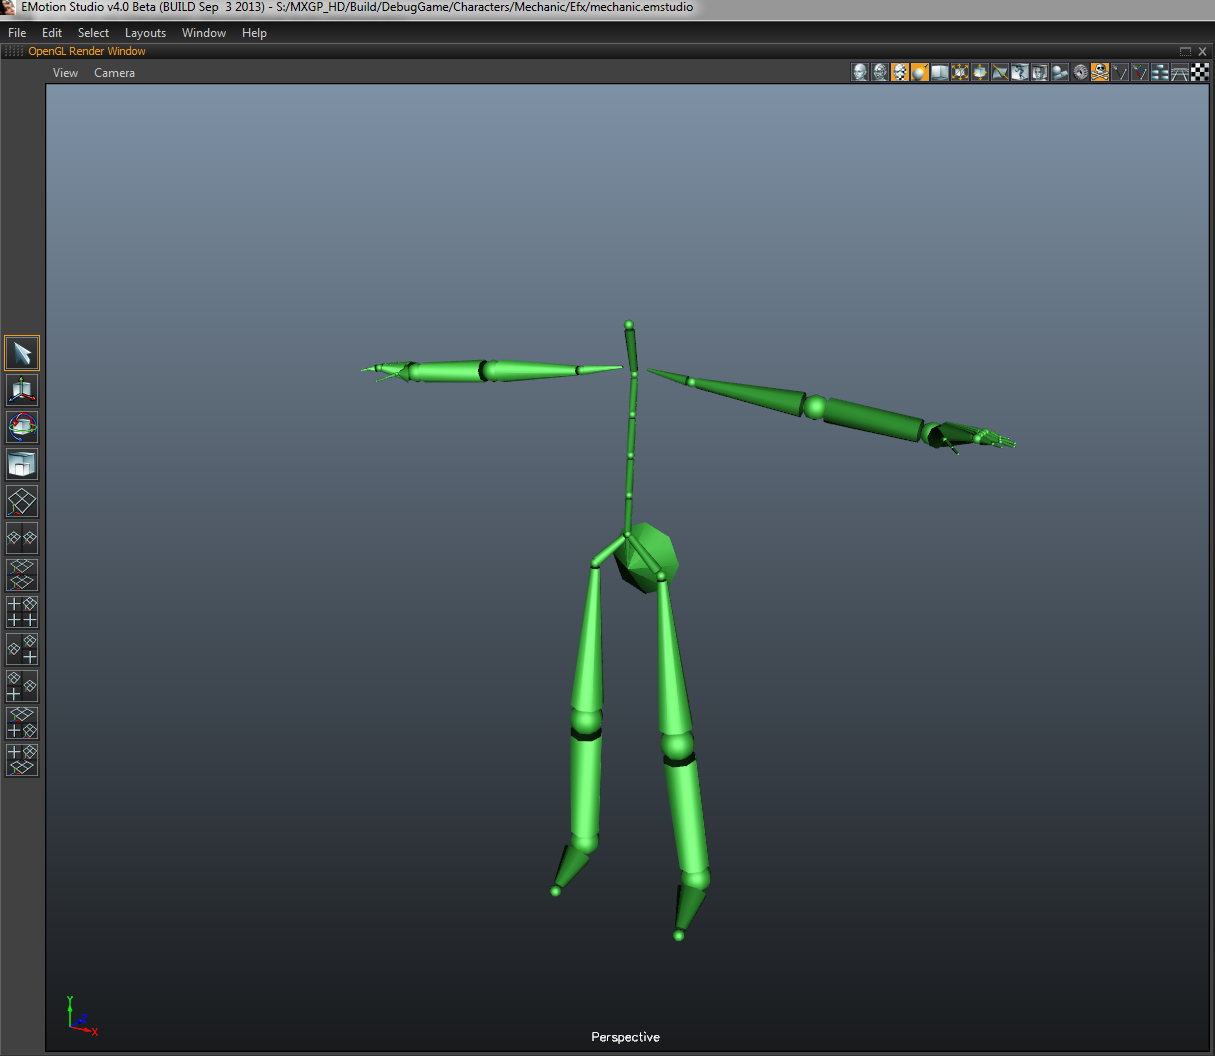 EMotion Studio v4.0 Beta (BUILD Sep  3 2013) - S:/MXGP_HD/Build/DebugGame/Characters/Mechanic/Efx/mechanic.emstudio
File Edit Select Layouts Window Help
OpenGL Render Window
View Camera
Y
Z
X
Perspective